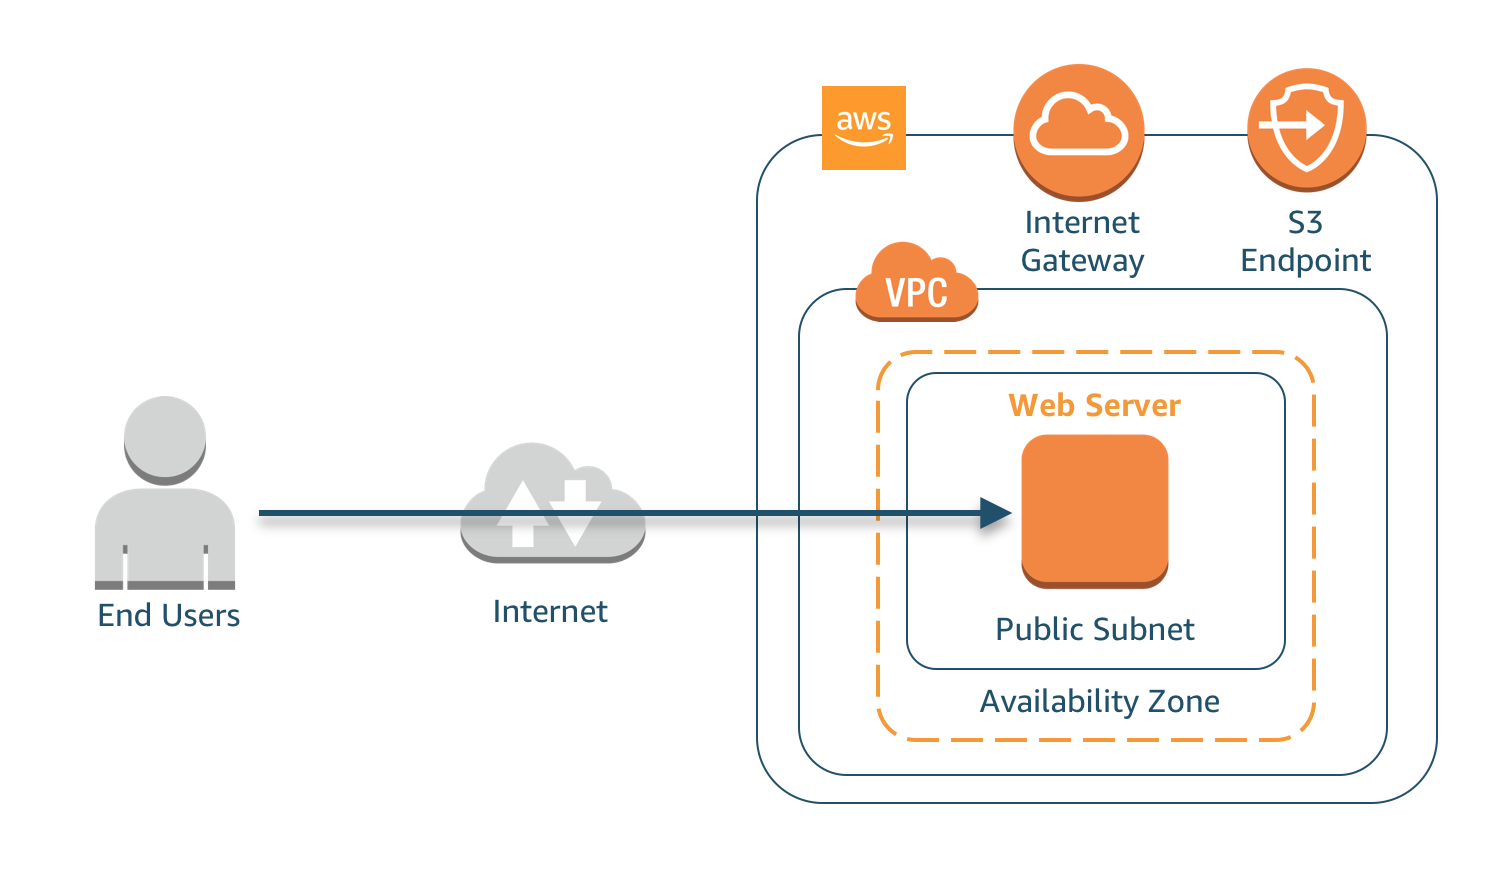 aws
Internet
Gateway
S3
Endpoint
VPC
Web Server
Public Subnet
Availability Zone
End Users
Internet